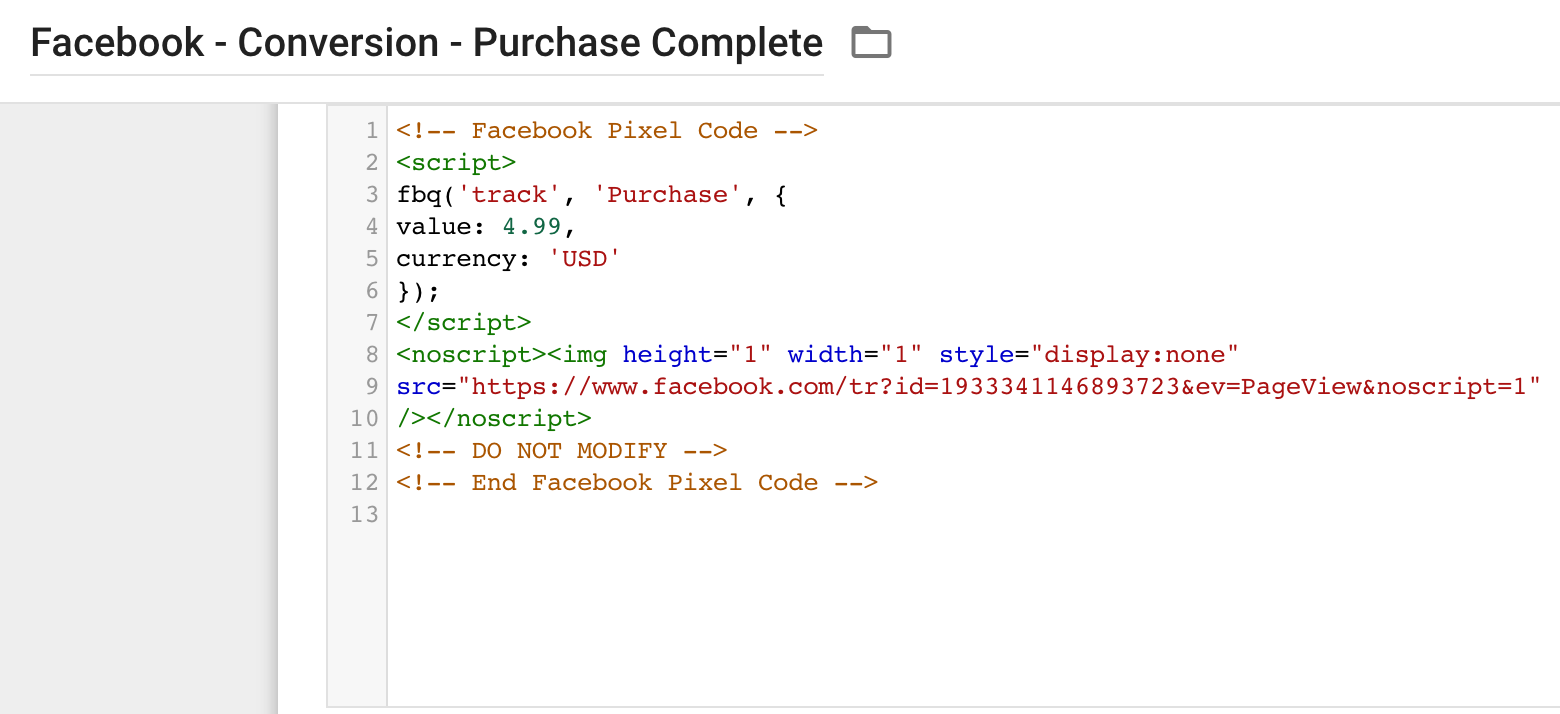 Facebook - Conversion - Purchase Complete
1 <!-- Facebook Pixel Code -->
2 <script>
3 fbq('track', 'Purchase', {
4 value: 4.99,
5 currency: 'USD'
6 });
7 </script>
8 <noscript><img height="1" width="1" style="display:none"
9 src="https://www.facebook.com/tr?id=1933341146893723&ev=PageView&noscript=1"
10 /></noscript>
11 <!-- DO NOT MODIFY -->
12 <!-- End Facebook Pixel Code -->
13